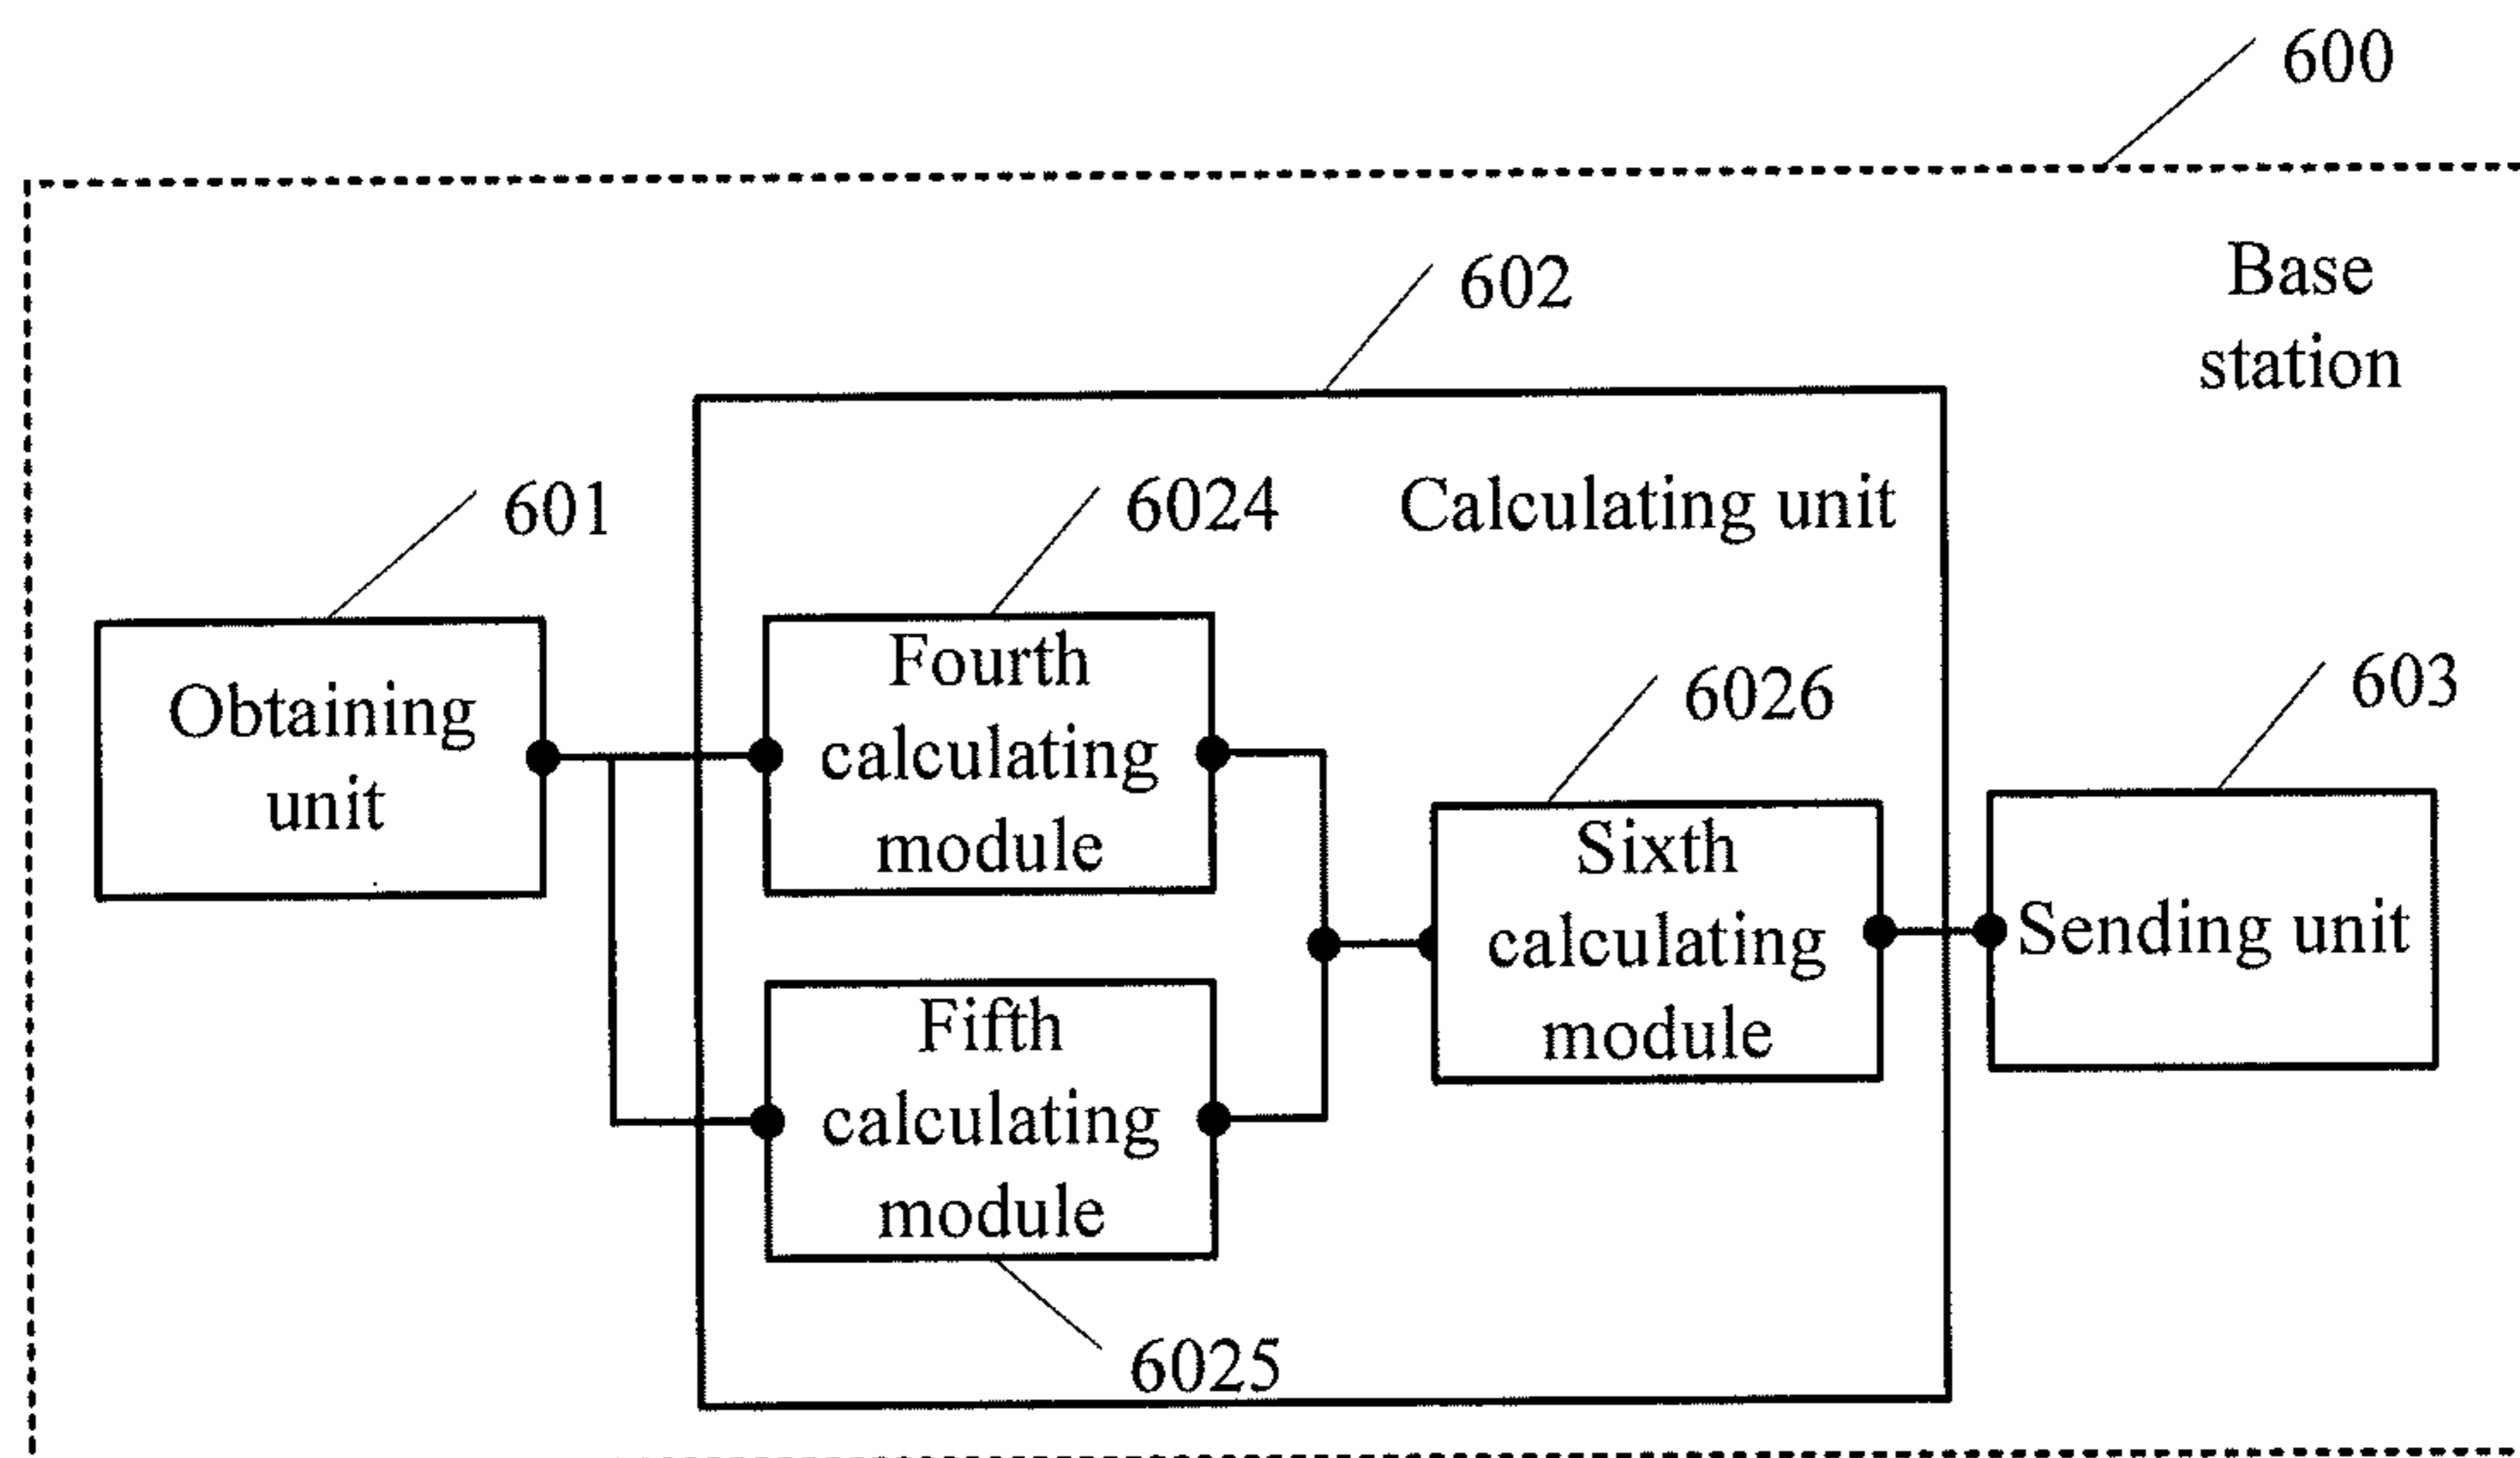 600
Base
station
602
601
6024
Calculating unit
Obtaining
unit
Fourth
calculating
module
6026
603
Sixth
calculating
module
Sending unit
Fifth
calculating
module
6025